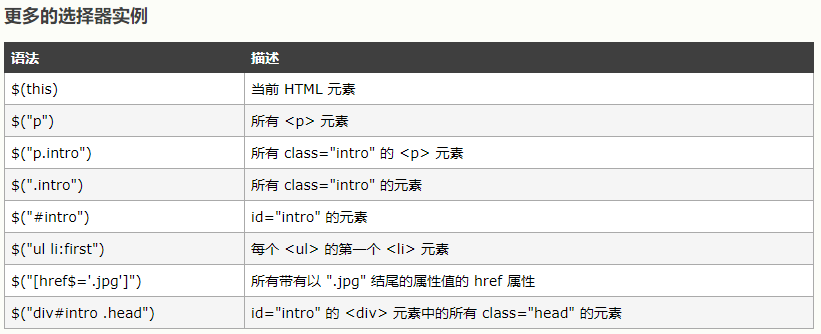 更多的选择器实例
语法 描述
$(this) 当前 HTML 元素
$("p") 所有 <p> 元素
$("p.intro") 所有 class="intro" 的 <p> 元素
$(".intro") 所有 class="intro" 的元素
$("#intro") id="intro" 的元素
$("ul li:first") 每个 <ul> 的第一个 <li> 元素
$("[href$='.jpg']") 所有带有以 ".jpg" 结尾的属性值的 href 属性
$("div#intro .head") id="intro" 的 <div> 元素中的所有 class="head" 的元素